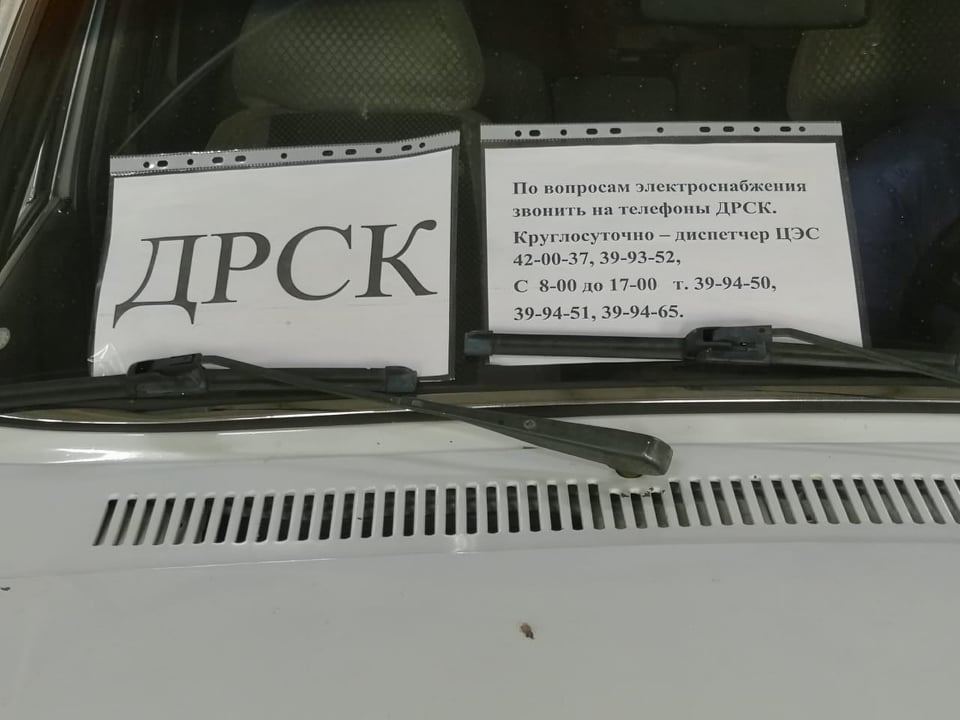 ДРСК
По вопросам электроснабжения
звонить на телефоны ДРСК.
Круглосуточно – диспетчер ЦЭС
42-00-37, 39-93-52,
С 8-00 до 17-00 т. 39-94-50,
39-94-51, 39-94-65.